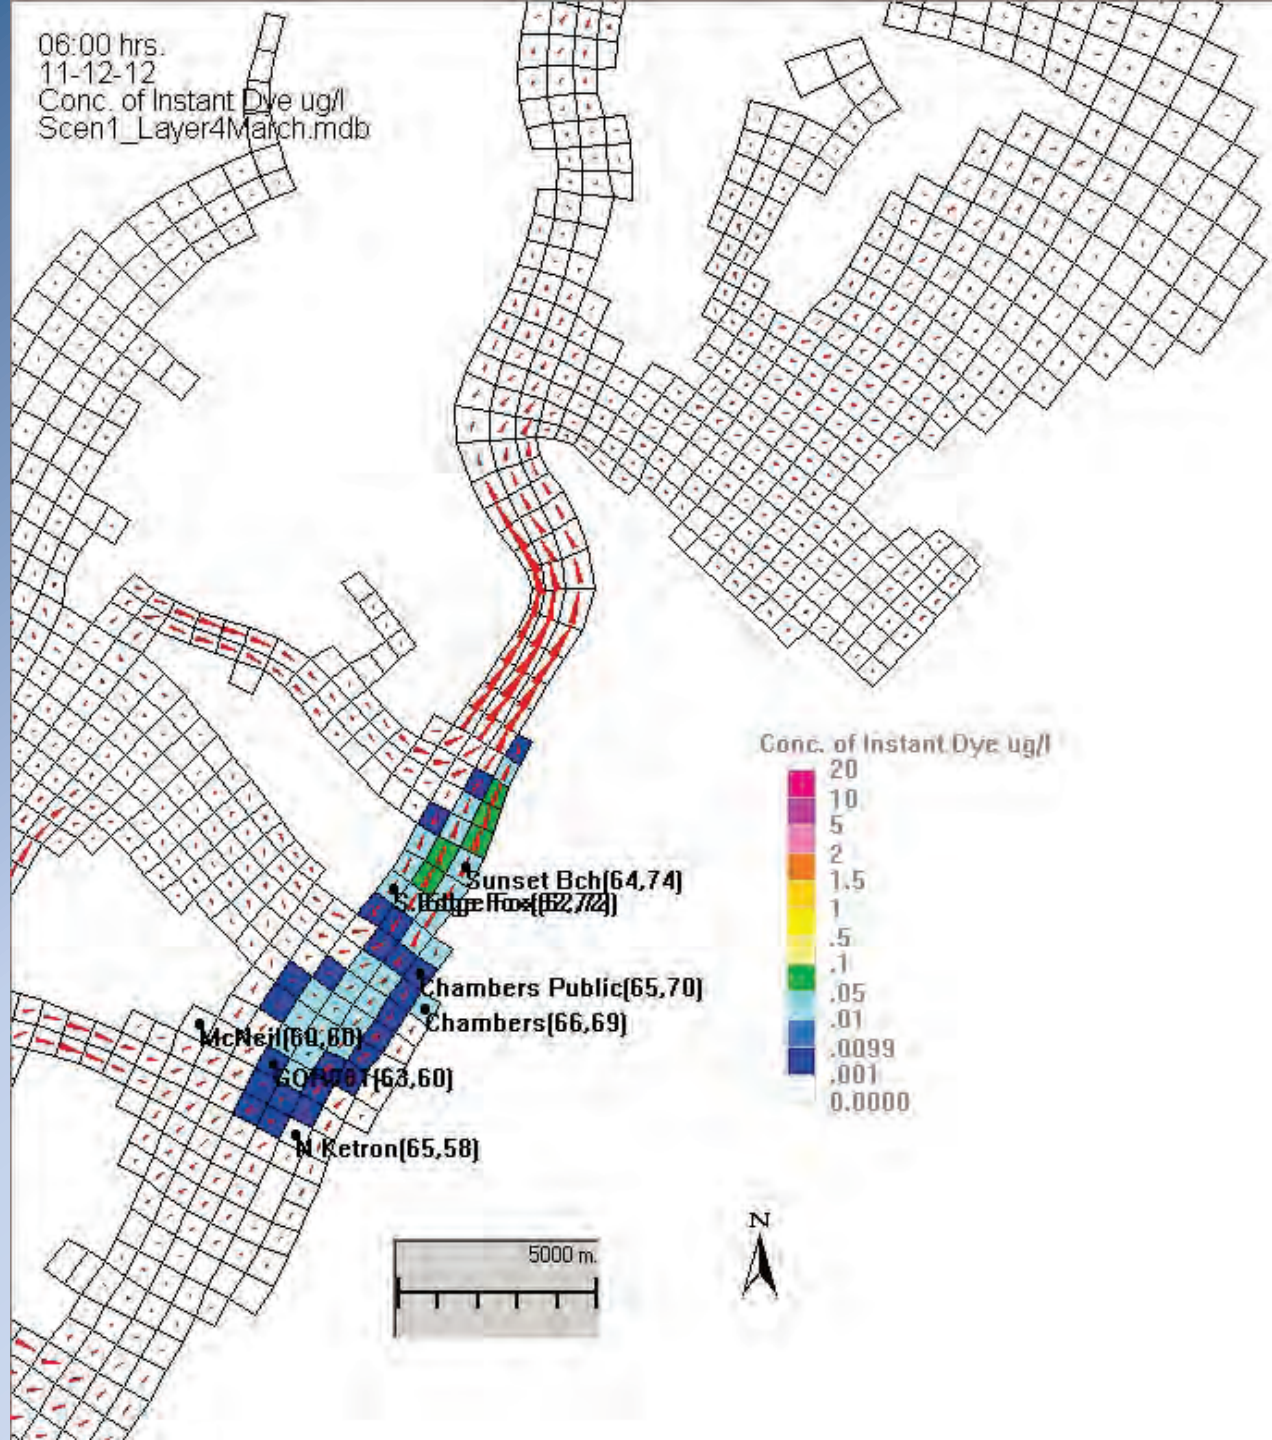 06:00 hrs.
11-12-12
Conc. of Instant Dye ug/l
Scen1_Layer4March.mdb
Conc. of Instant Dye ug/l
20
10
5
2
1.5
1
.5
.1
.05
.01
.0099
.001
0.0000
Sunset Bch(64,74)
Chambers Public(65,70)
Chambers(66,69)
McNeil(60,60)
(63,60)
N Ketron(65,58)
5000 m.
N